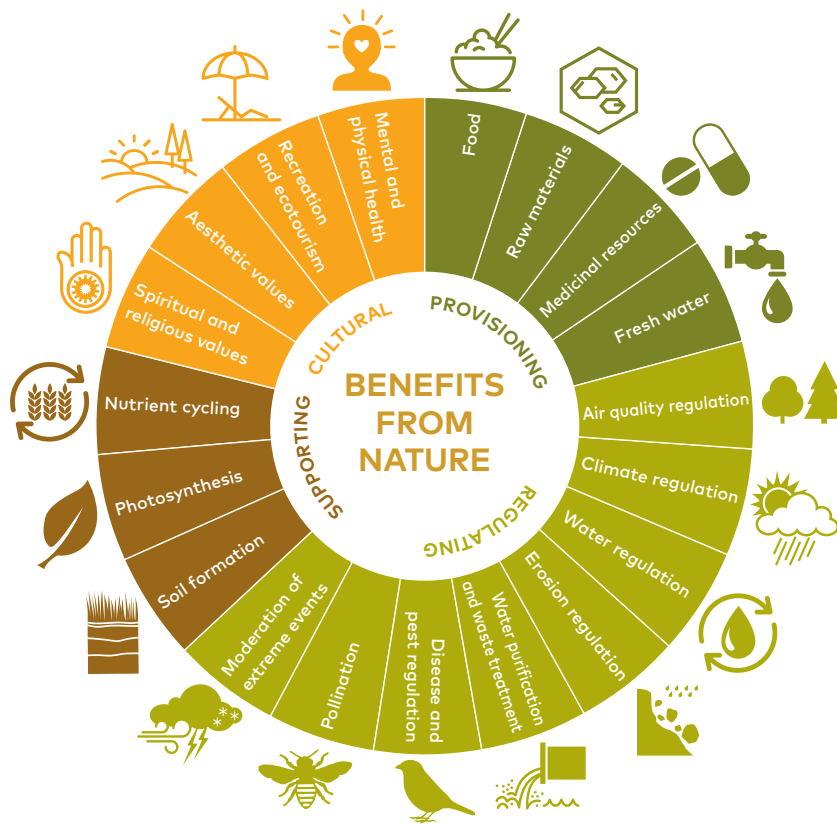 BENEFITS
FROM
NATURE
PROVISIONING
Food
Raw materials
Medicinal resources
Fresh water
REGULATING
Air quality regulation
Climate regulation
Water regulation
Erosion regulation
Water purification
and waste treatment
Disease and
pest regulation
Pollination
Moderation of
extreme events
SUPPORTING
Soil formation
Photosynthesis
Nutrient cycling
CULTURAL
Spiritual and
religious values
Aesthetic values
Recreation
and ecotourism
Mental and
physical health